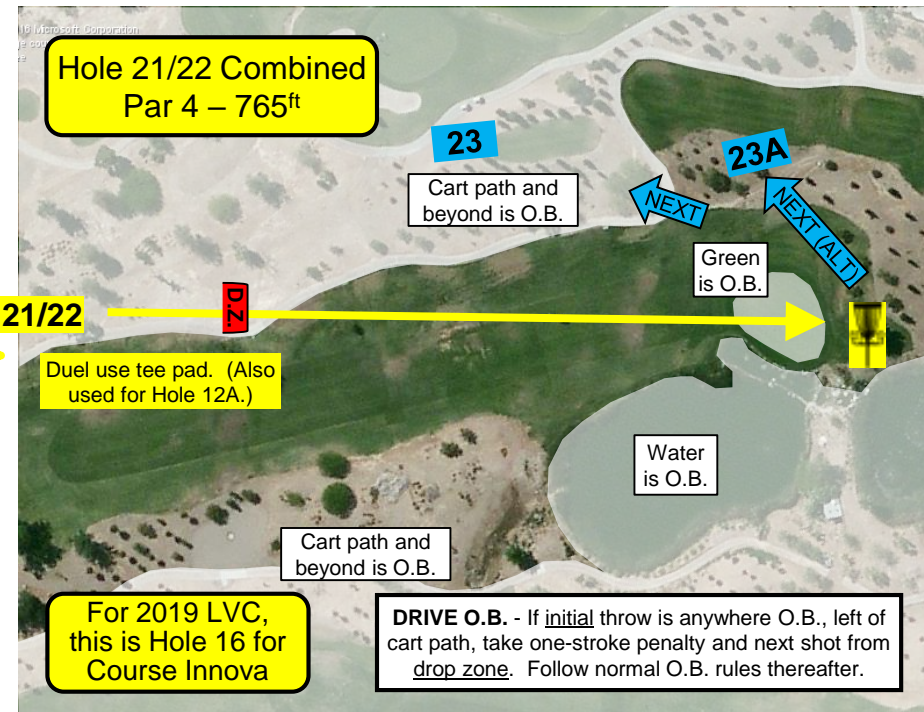 16 Microsoft Corporation
Hole 21/22 Combined
Par 4 – 765ft
23
23A
Cart path and
beyond is O.B.
NEXT
NEXT (ALT)
Green
is O.B.
21/22
D.Z.
Duel use tee pad. (Also
used for Hole 12A.)
Water
is O.B.
Cart path and
beyond is O.B.
For 2019 LVC,
this is Hole 16 for
Course Innova
DRIVE O.B. - If initial throw is anywhere O.B., left of
cart path, take one-stroke penalty and next shot from
drop zone. Follow normal O.B. rules thereafter.